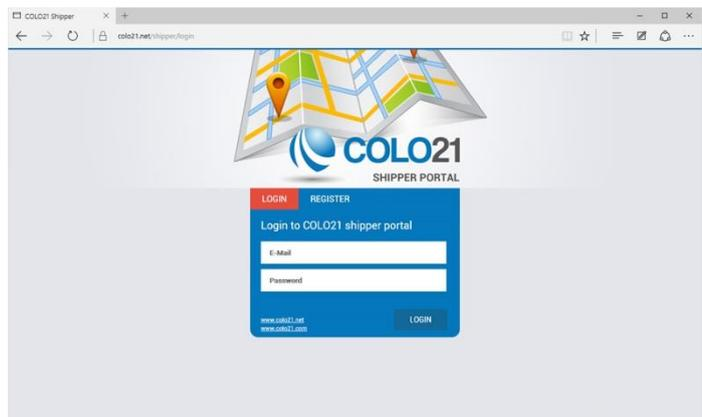 COLO21 Shipper
colo21.net/shipper/login
COLO21
SHIPPER PORTAL
LOGIN
REGISTER
Login to COLO21 shipper portal
E-Mail
Password
www.colo21.net
www.colo21.com
LOGIN